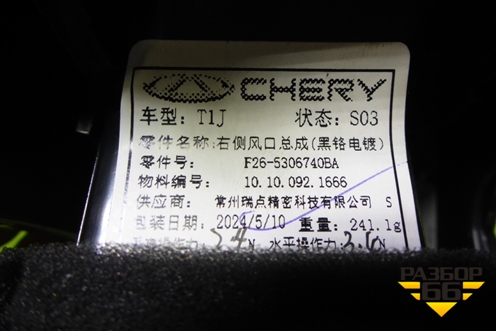 CHERY
车型: T1J 状态: S03
零件名称: 右侧风口总成(黑铬电镀)
零件号: F26-5306740BA
物料编号: 10.10.092.1666
供应商: 常州瑞点精密科技有限公司 S
包装日期: 2024/5/10 重量: 241.1g
操作力: N 水平操作力: N
РАЗБОР
66